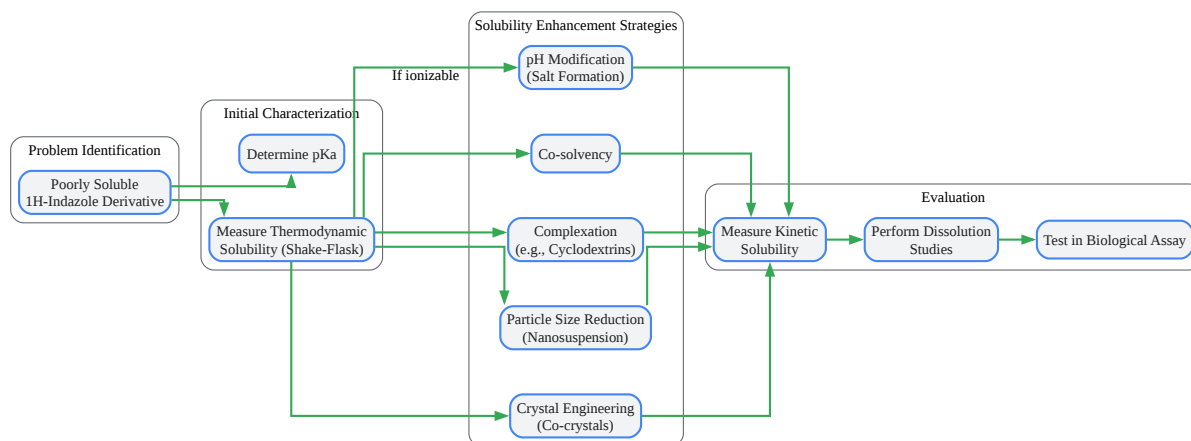 Problem Identification
Poorly Soluble
1H-Indazole Derivative
Initial Characterization
Determine pKa
Measure Thermodynamic
Solubility (Shake-Flask)
If ionizable
Solubility Enhancement Strategies
pH Modification
(Salt Formation)
Co-solvency
Complexation
(e.g., Cyclodextrins)
Particle Size Reduction
(Nanosuspension)
Crystal Engineering
(Co-crystals)
Evaluation
Measure Kinetic
Solubility
Perform Dissolution
Studies
Test in Biological Assay